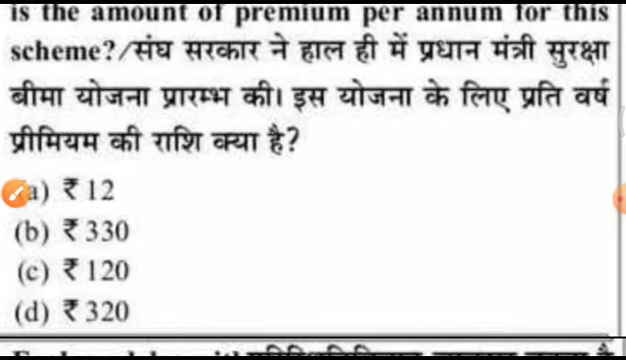 is the amount of premium per annum for this
scheme?/संघ सरकार ने हाल ही में प्रधान मंत्री सुरक्षा
बीमा योजना प्रारम्भ की। इस योजना के लिए प्रति वर्ष
प्रीमियम की राशि क्या है?
a) ₹ 12
(b) ₹ 330
(c) ₹ 120
(d) ₹ 320